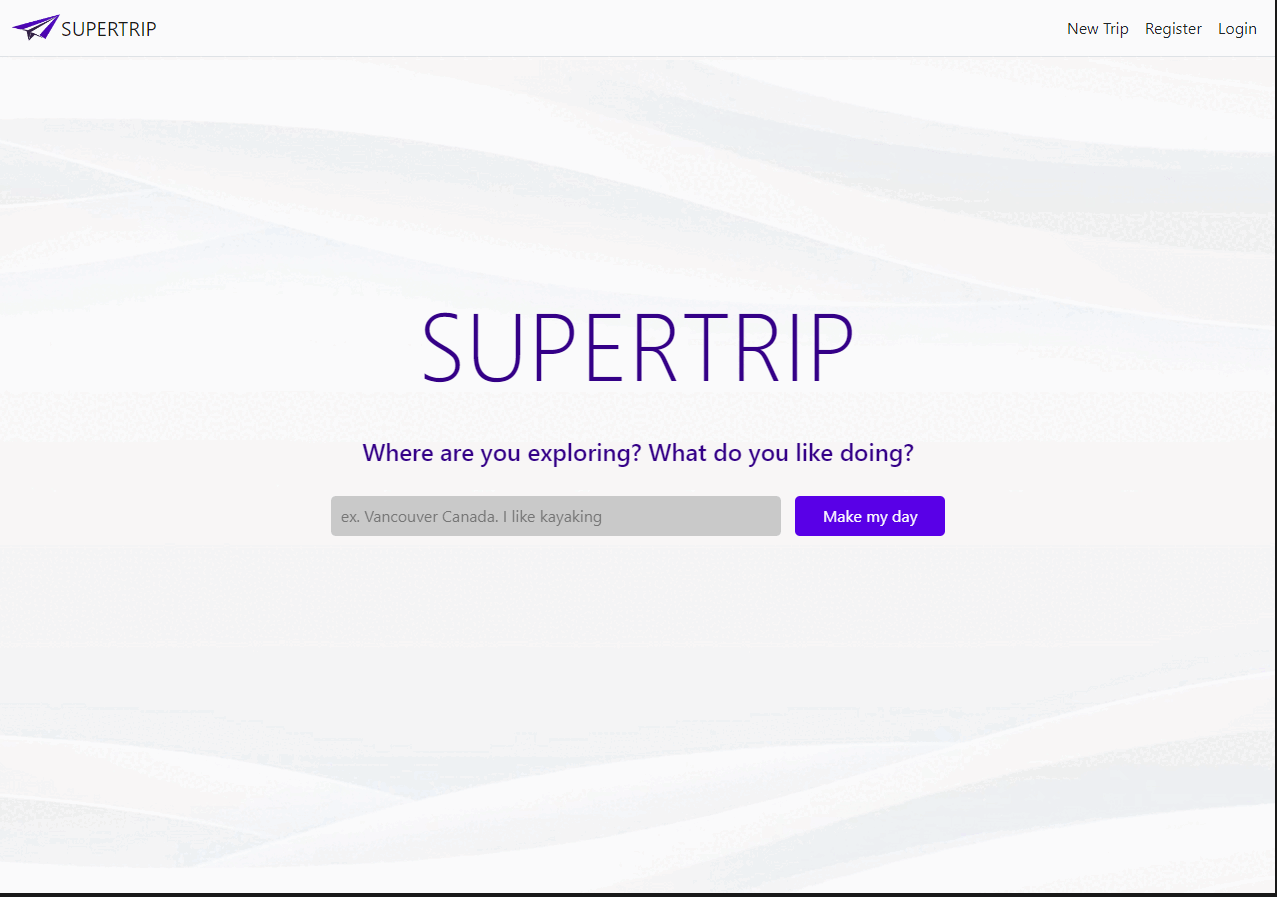 SUPERTRIP
New Trip Register Login
SUPERTRIP
Where are you exploring? What do you like doing?
ex. Vancouver Canada. I like kayaking
Make my day